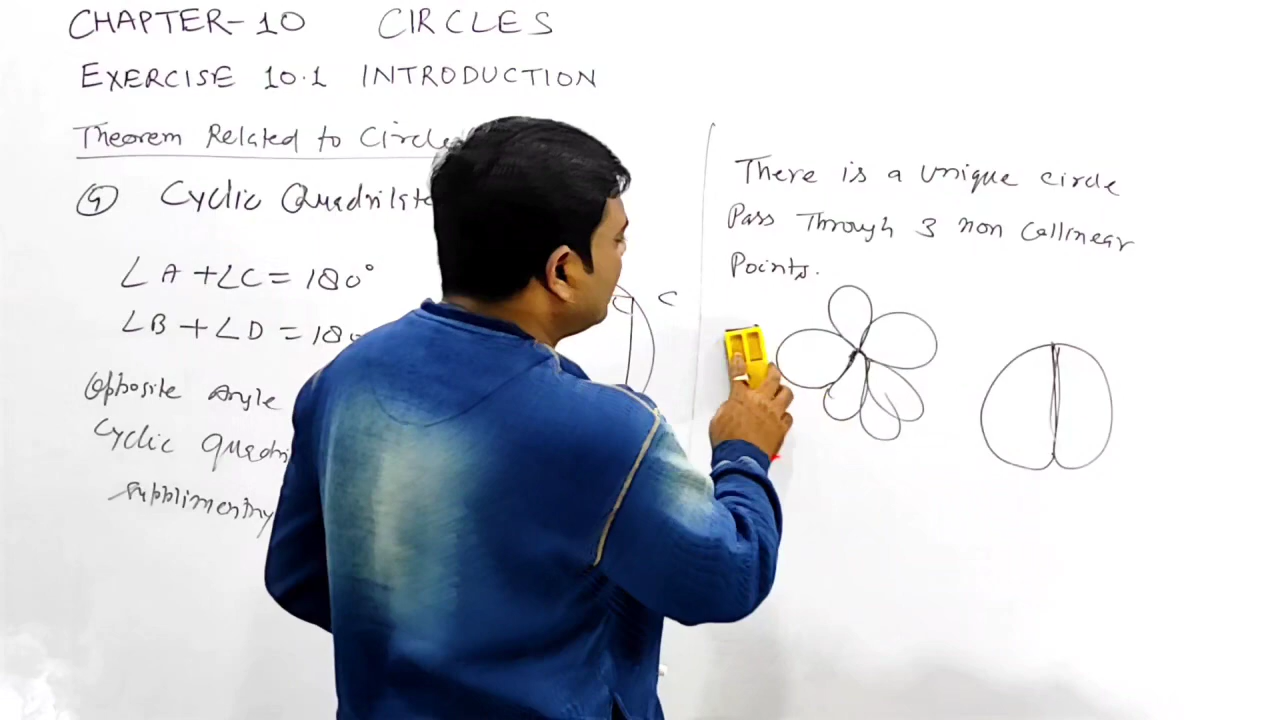 CHAPTER-10 CIRCLES
EXERCISE 10.1 INTRODUCTION
Theorem Related to Circle
9 Cyclic Quadrilate
∠A + ∠C = 180°
∠B + ∠D = 180
Opposite Angle
Cyclic Quadri
Supplimentry
C
There is a unique circle
Pass Through 3 non Collinear
Points.